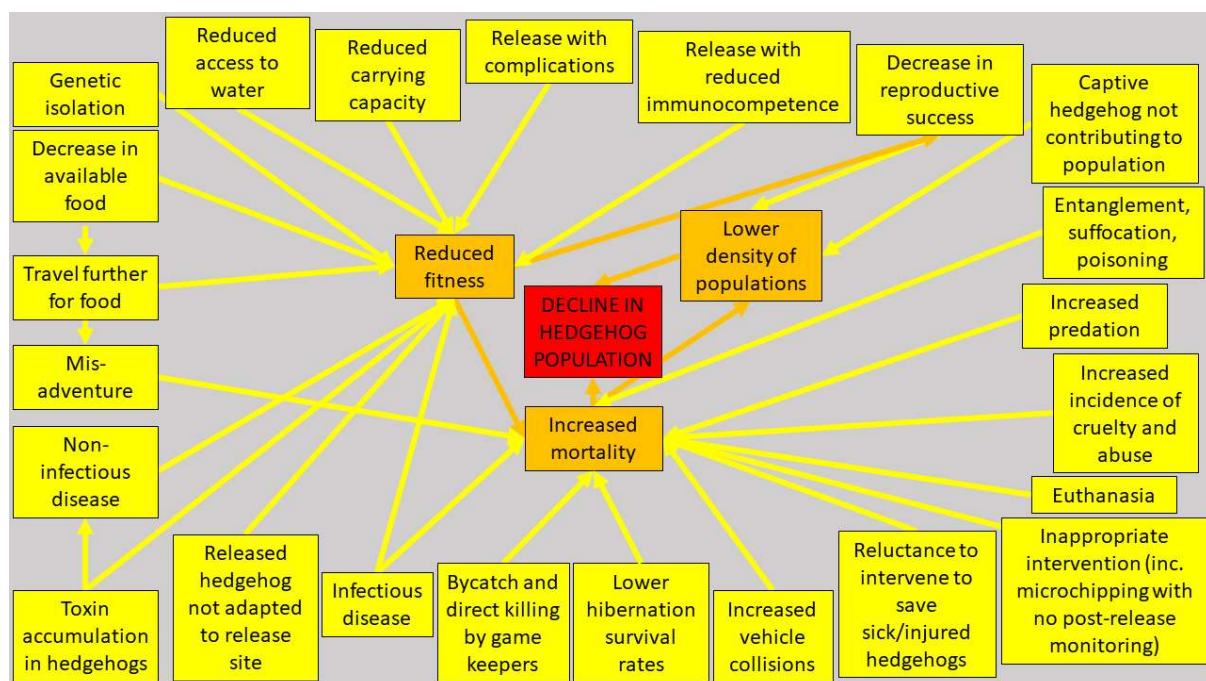 Genetic
isolation
Reduced
access to
water
Reduced
carrying
capacity
Release with
complications
Release with
reduced
immunocompetence
Decrease in
reproductive
success
Captive
hedgehog not
contributing to
population
Decrease in
available
food
Travel further
for food
Mis-
adventure
Non-
infectious
disease
Toxin
accumulation
in hedgehogs
Reduced
fitness
Lower
density of
populations
DECLINE IN
HEDGEHOG
POPULATION
Increased
mortality
Entanglement,
suffocation,
poisoning
Increased
predation
Increased
incidence of
cruelty and
abuse
Euthanasia
Inappropriate
intervention (inc.
microchipping with
no post-release
monitoring)
Released
hedgehog
not adapted
to release
site
Infectious
disease
Bycatch and
direct killing
by game
keepers
Lower
hibernation
survival
rates
Increased
vehicle
collisions
Reluctance to
intervene to
save
sick/injured
hedgehogs